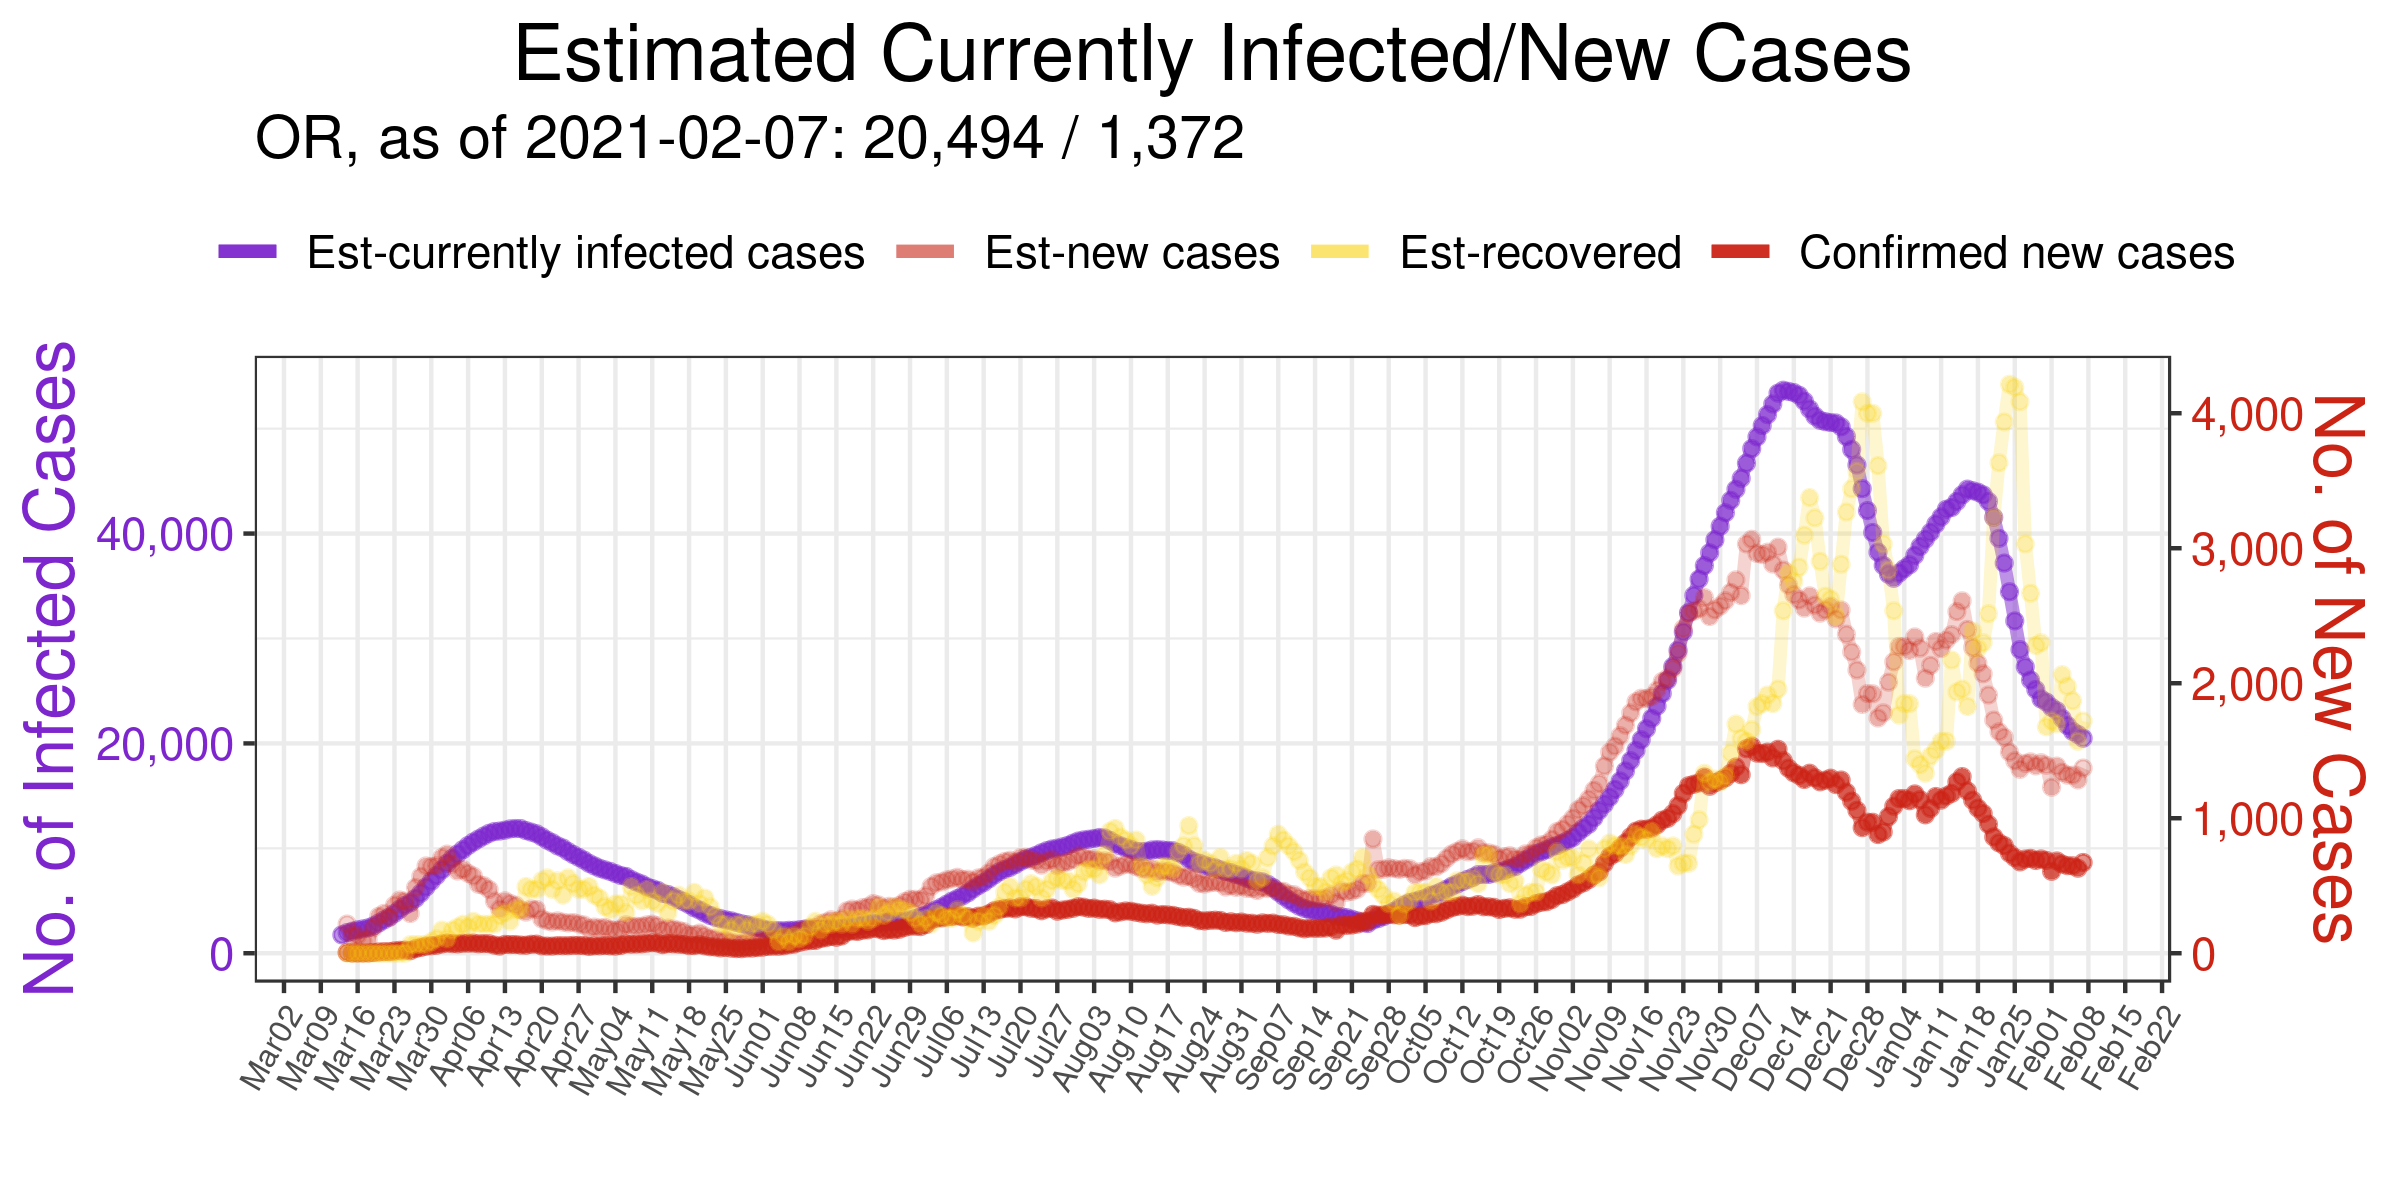 Estimated Currently Infected/New Cases
OR, as of 2021-02-07: 20,494 / 1,372
Est-currently infected cases Est-new cases Est-recovered Confirmed new cases
No. of Infected Cases
40,000
20,000
0
4,000
3,000
2,000
1,000
0
No. of New Cases
Mar02 Mar09 Mar16 Mar23 Mar30 Apr06 Apr13 Apr20 Apr27 May04 May11 May18 May25 Jun01 Jun08 Jun15 Jun22 Jun29 Jul06 Jul13 Jul20 Jul27 Aug03 Aug10 Aug17 Aug24 Aug31 Sep07 Sep14 Sep21 Sep28 Oct05 Oct12 Oct19 Oct26 Nov02 Nov09 Nov16 Nov23 Nov30 Dec07 Dec14 Dec21 Dec28 Jan04 Jan11 Jan18 Jan25 Feb01 Feb08 Feb15 Feb22